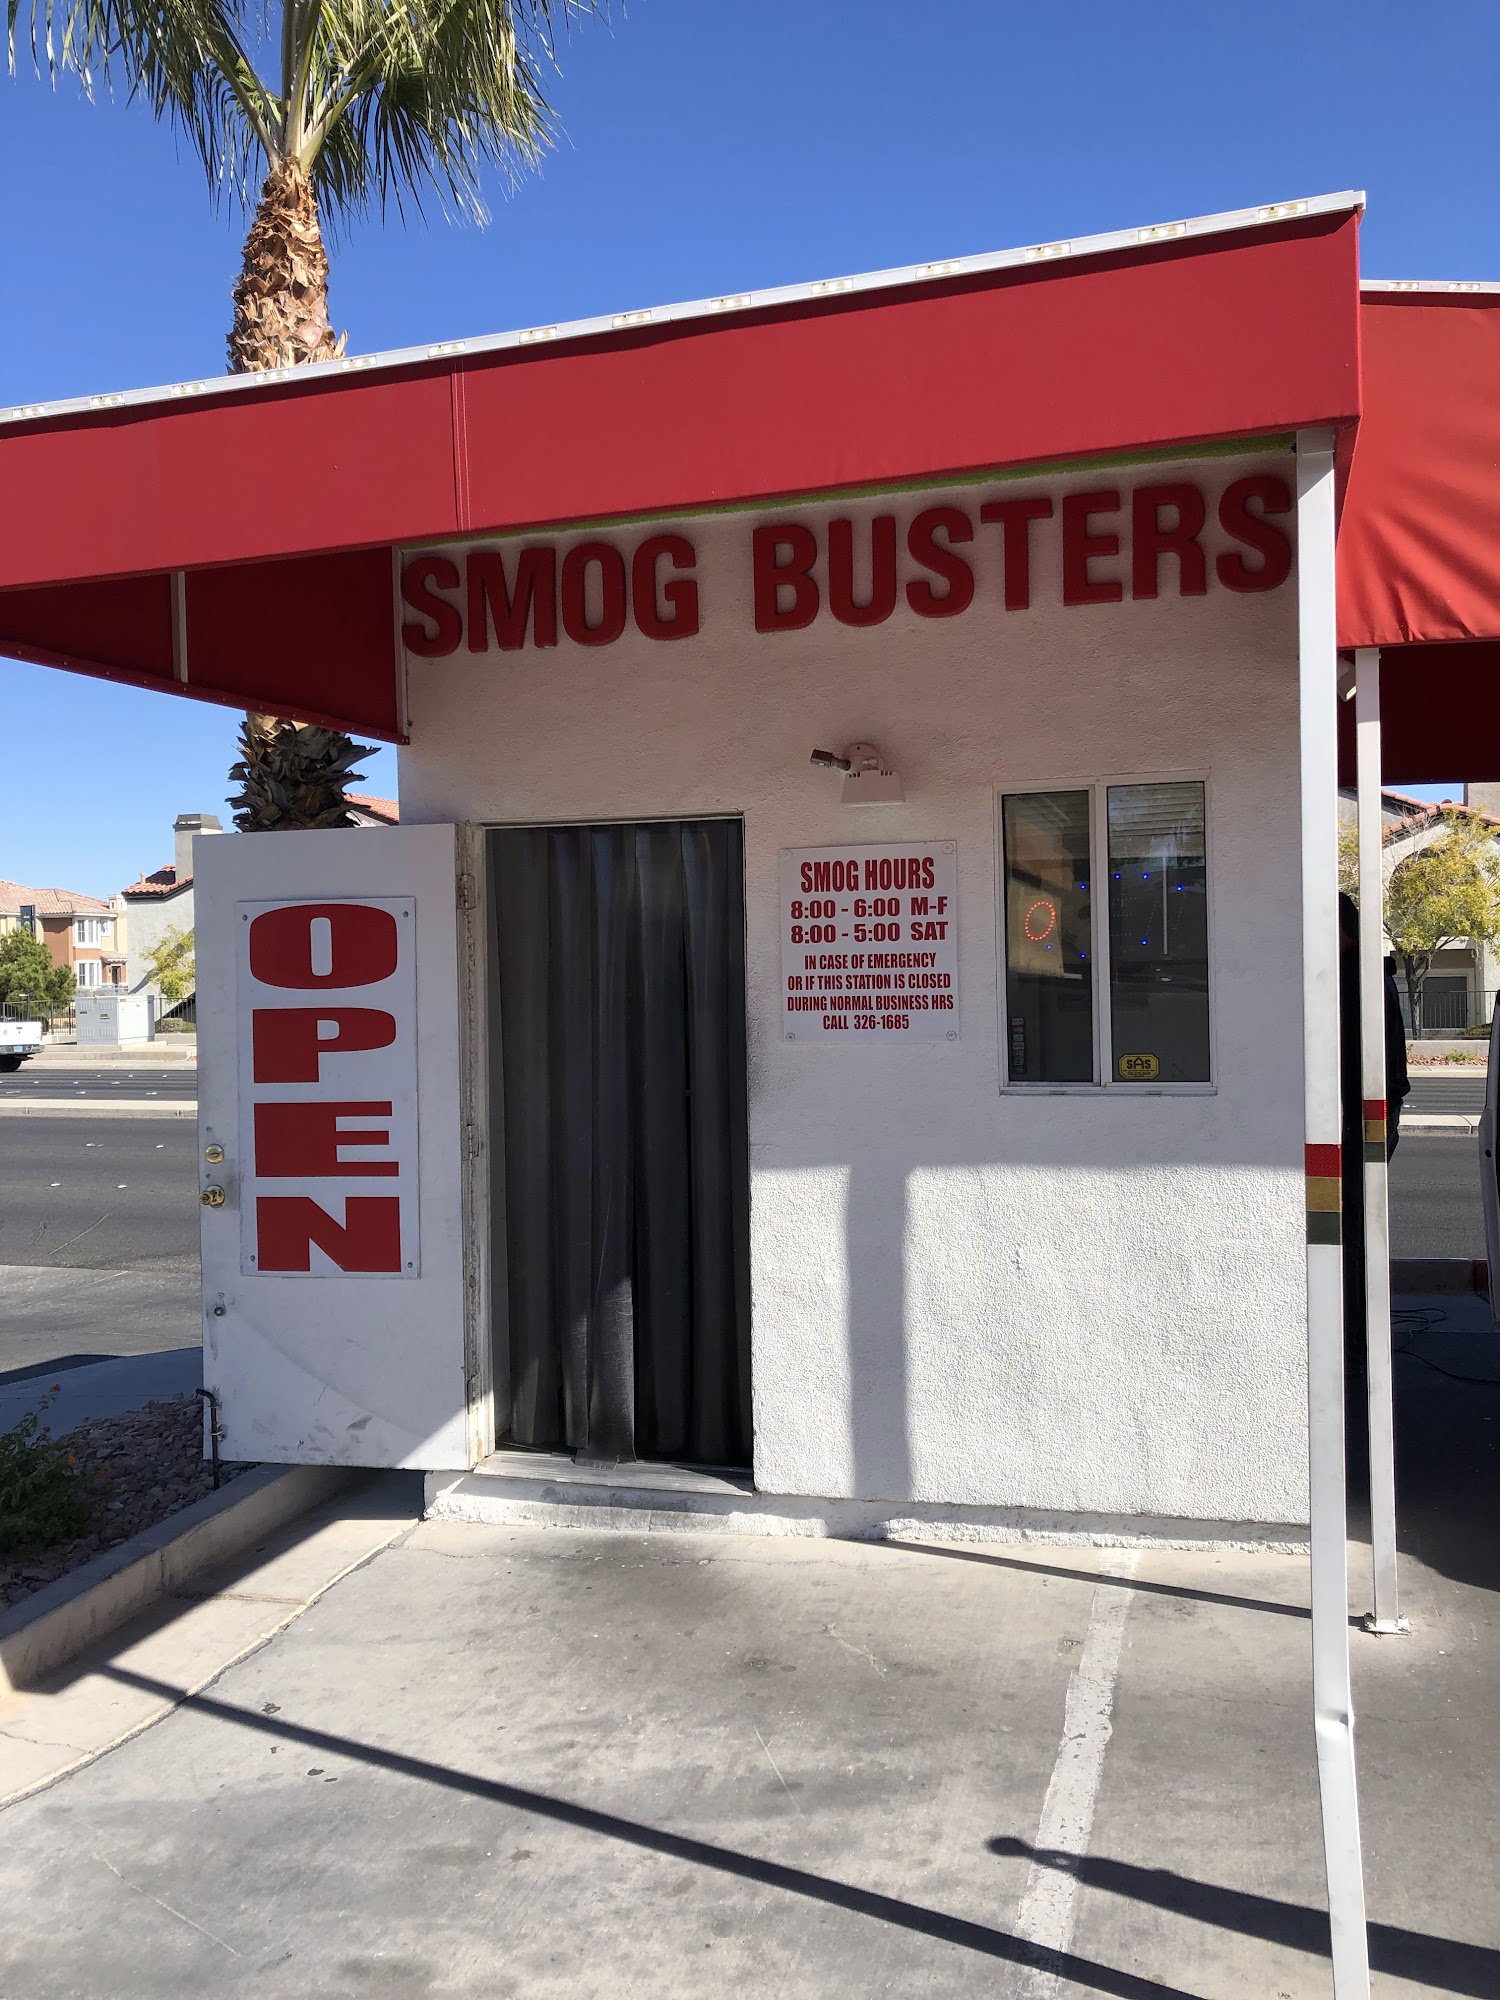 SMOG BUSTERS
OPEN
SMOG HOURS
8:00 - 6:00 M-F
8:00 - 5:00 SAT
IN CASE OF EMERGENCY
OR IF THIS STATION IS CLOSED
DURING NORMAL BUSINESS HRS
CALL 326-1685
SAS